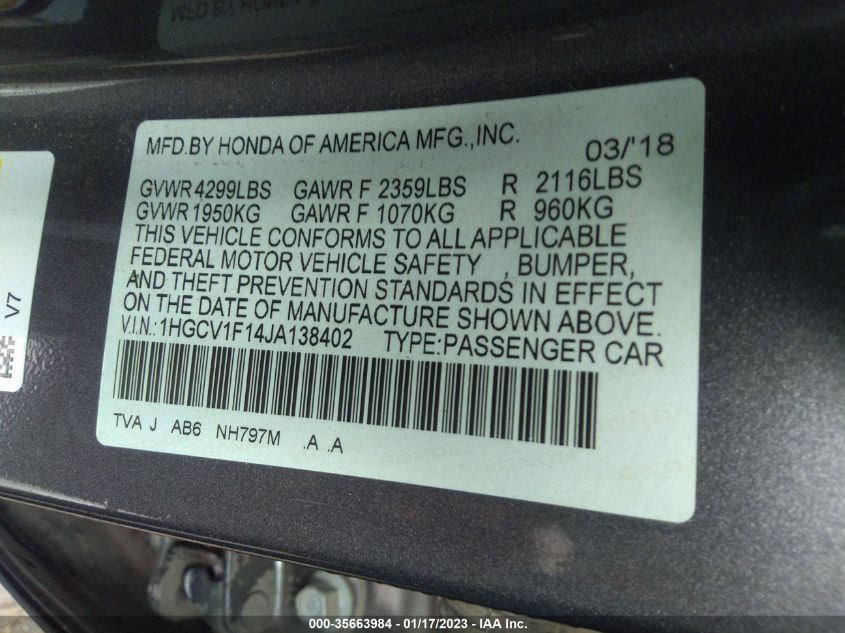 MFD.BY HONDA OF AMERICA MFG.,INC. 03/'18
GVWR 4299LBS GAWR F 2359LBS R 2116LBS
GVWR 1950KG GAWR F 1070KG R 960KG
THIS VEHICLE CONFORMS TO ALL APPLICABLE
FEDERAL MOTOR VEHICLE SAFETY , BUMPER,
AND THEFT PREVENTION STANDARDS IN EFFECT
ON THE DATE OF MANUFACTURE SHOWN ABOVE.
V.I.N.:1HGCV1F14JA138402 TYPE:PASSENGER CAR
TVA J AB6 NH797M .A .A
V7
000-35663984 / 01/17/2023 / IAA Inc.